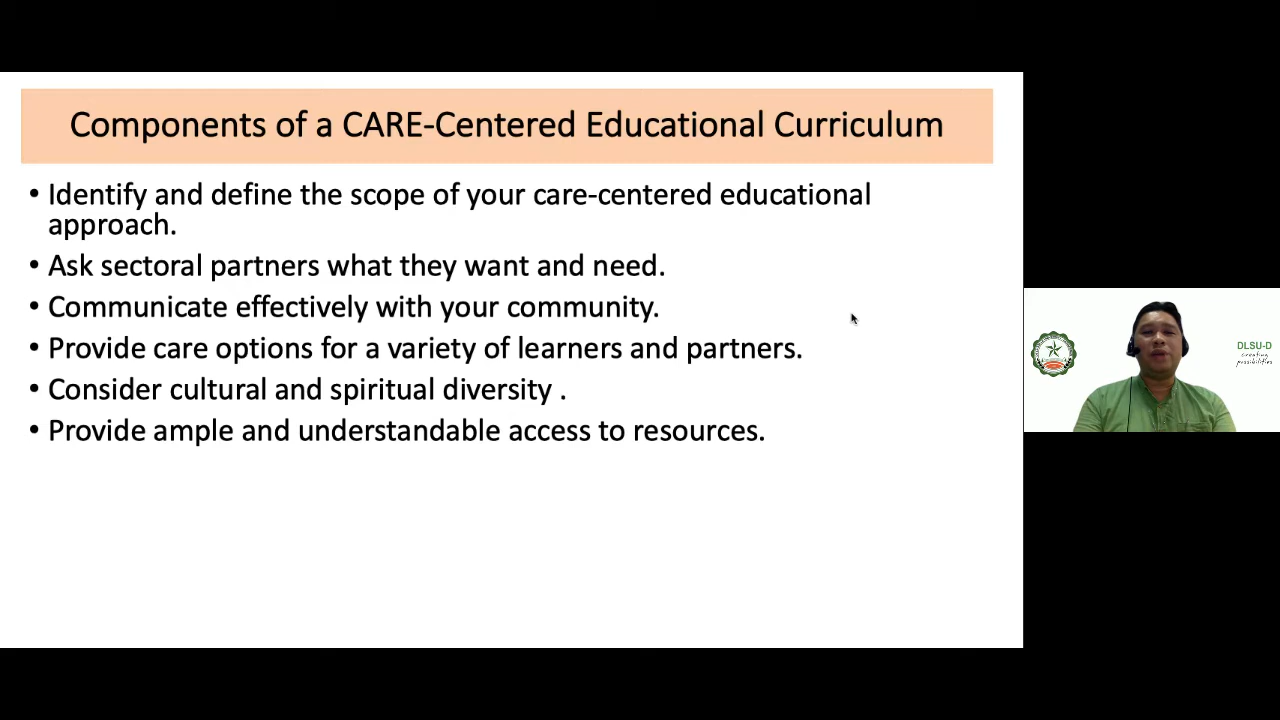 Components of a CARE-Centered Educational Curriculum
• Identify and define the scope of your care-centered educational
approach.
• Ask sectoral partners what they want and need.
• Communicate effectively with your community.
• Provide care options for a variety of learners and partners.
• Consider cultural and spiritual diversity .
• Provide ample and understandable access to resources.
DLSU-D
creating
possibilities